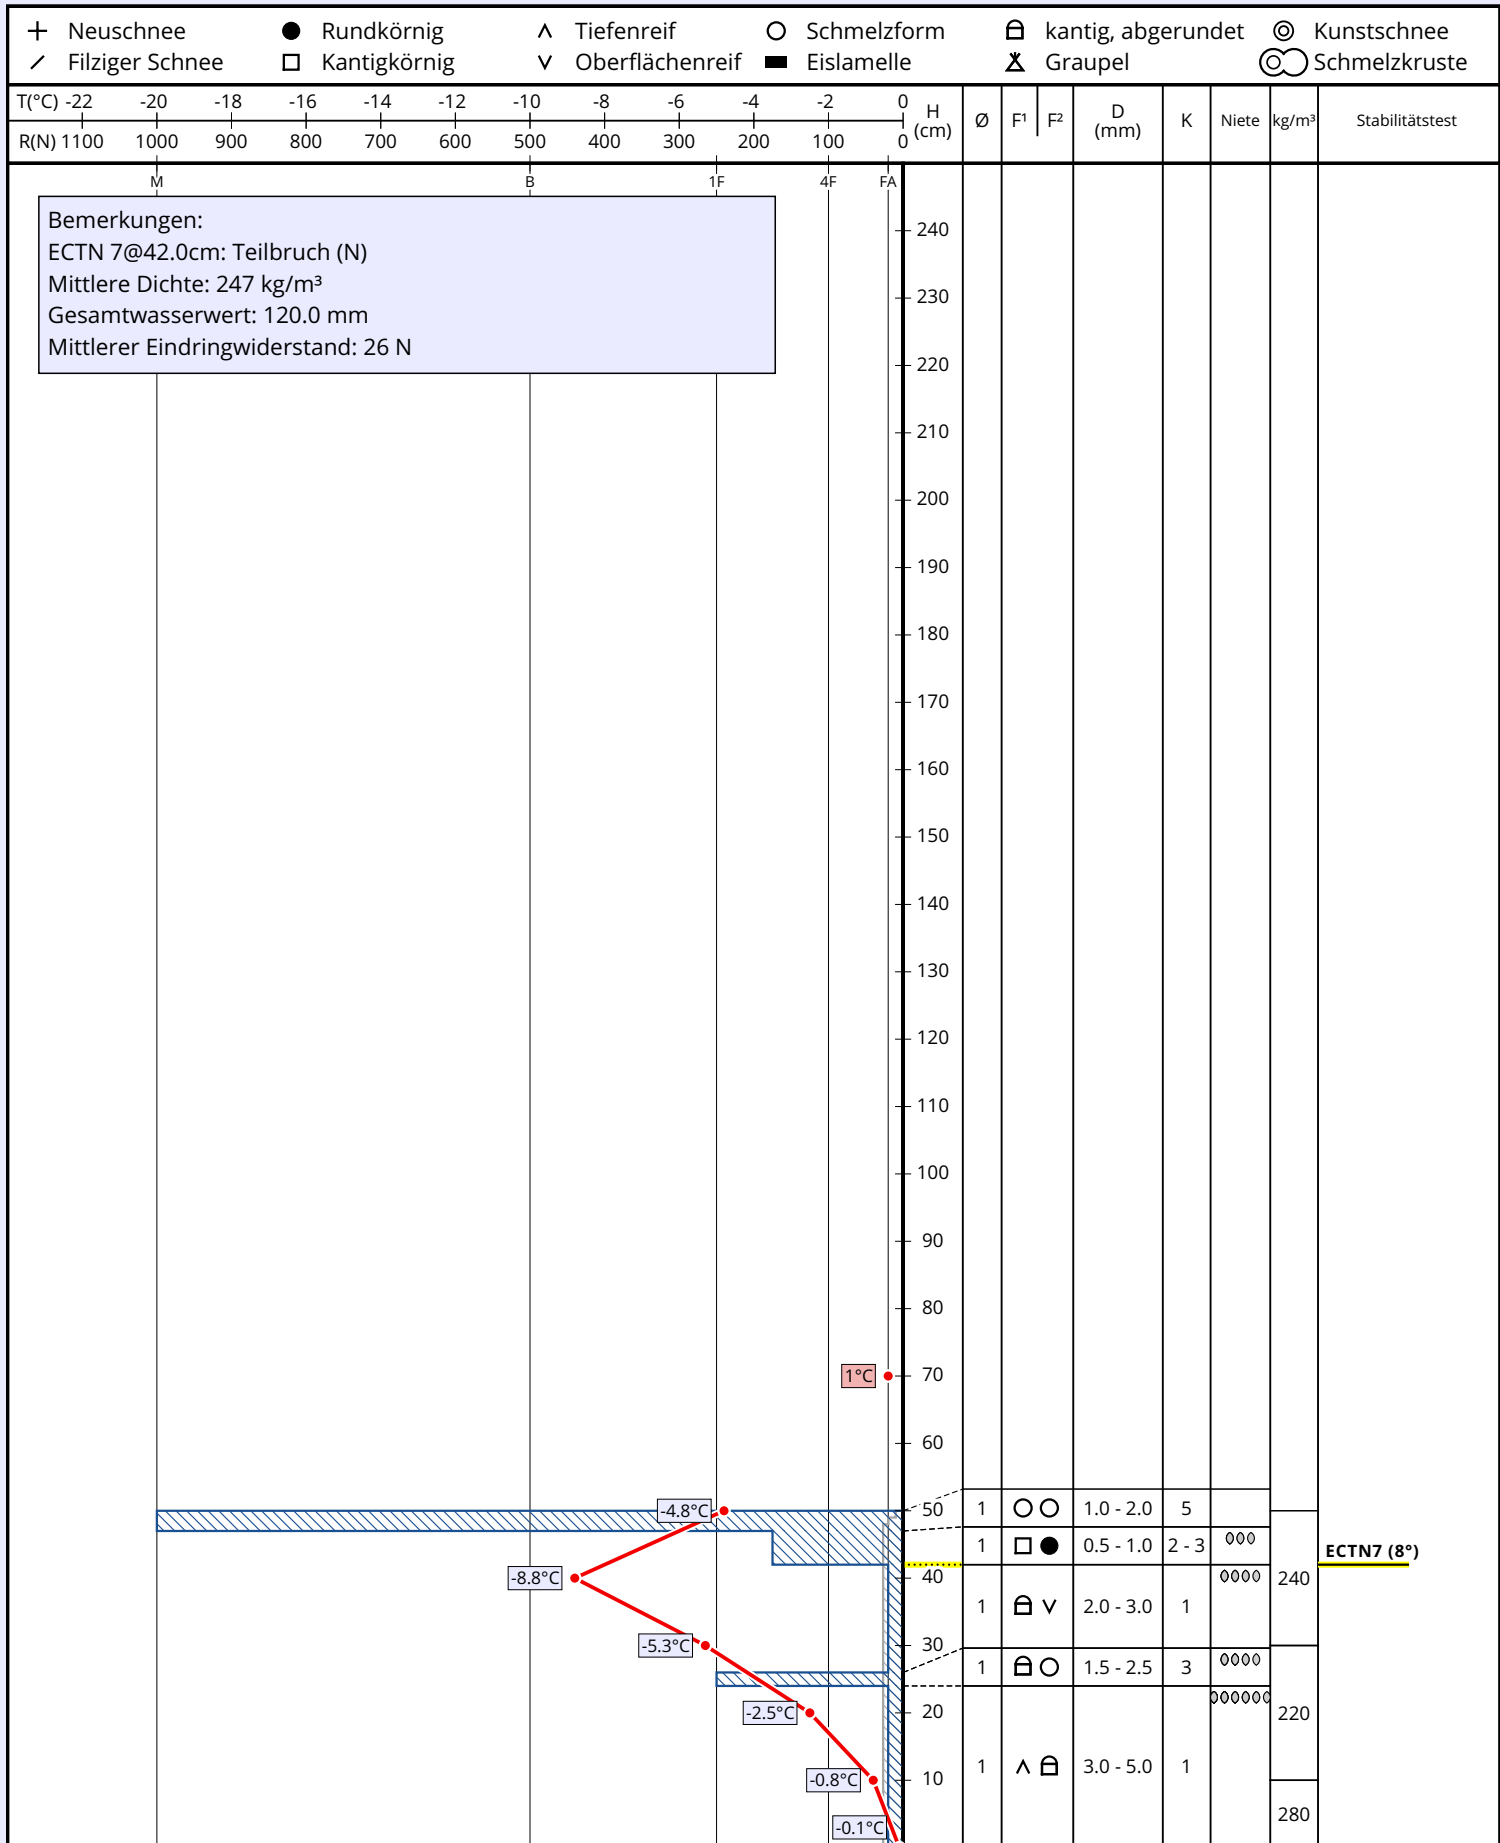 Neuschnee Rundkörnig Tiefenreif Schmelzform kantig, abgerundet Kunstschnee
Filziger Schnee Kantigkörnig Oberflächenreif Eislamelle Graupel Schmelzkruste
T(°C) -22 -20 -18 -16 -14 -12 -10 -8 -6 -4 -2 0
R(N) 1100 1000 900 800 700 600 500 400 300 200 100 0
H (cm) Ø F¹ F² D (mm) K Niete kg/m³ Stabilitätstest
M B 1F 4F FA
Bemerkungen:
ECTN 7@42.0cm: Teilbruch (N)
Mittlere Dichte: 247 kg/m³
Gesamtwasserwert: 120.0 mm
Mittlerer Eindringwiderstand: 26 N
240
230
220
210
200
190
180
170
160
150
140
130
120
110
100
90
80
1°C 70
60
-4.8°C 50 1 1.0 - 2.0 5
1 0.5 - 1.0 2 - 3 ECTN7 (8°)
-8.8°C 40 240
1 2.0 - 3.0 1
-5.3°C 30
1 1.5 - 2.5 3
-2.5°C 20 220
1 3.0 - 5.0 1
-0.8°C 10
280
-0.1°C